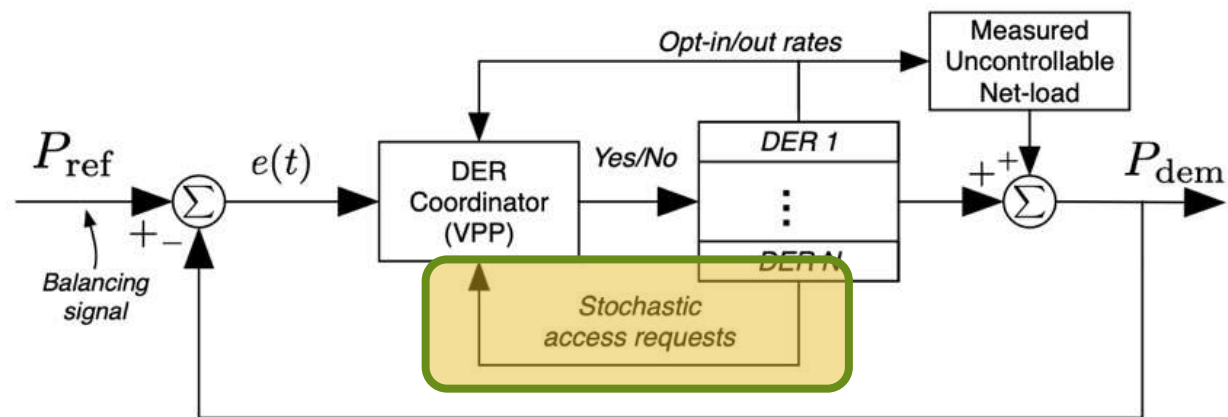 Opt-in/out rates
Measured
Uncontrollable
Net-load
P_ref
e(t)
DER
Coordinator
(VPP)
Yes/No
DER 1
⋮
DER N
+ +
Σ
P_dem
Σ
+ -
Balancing
signal
Stochastic
access requests